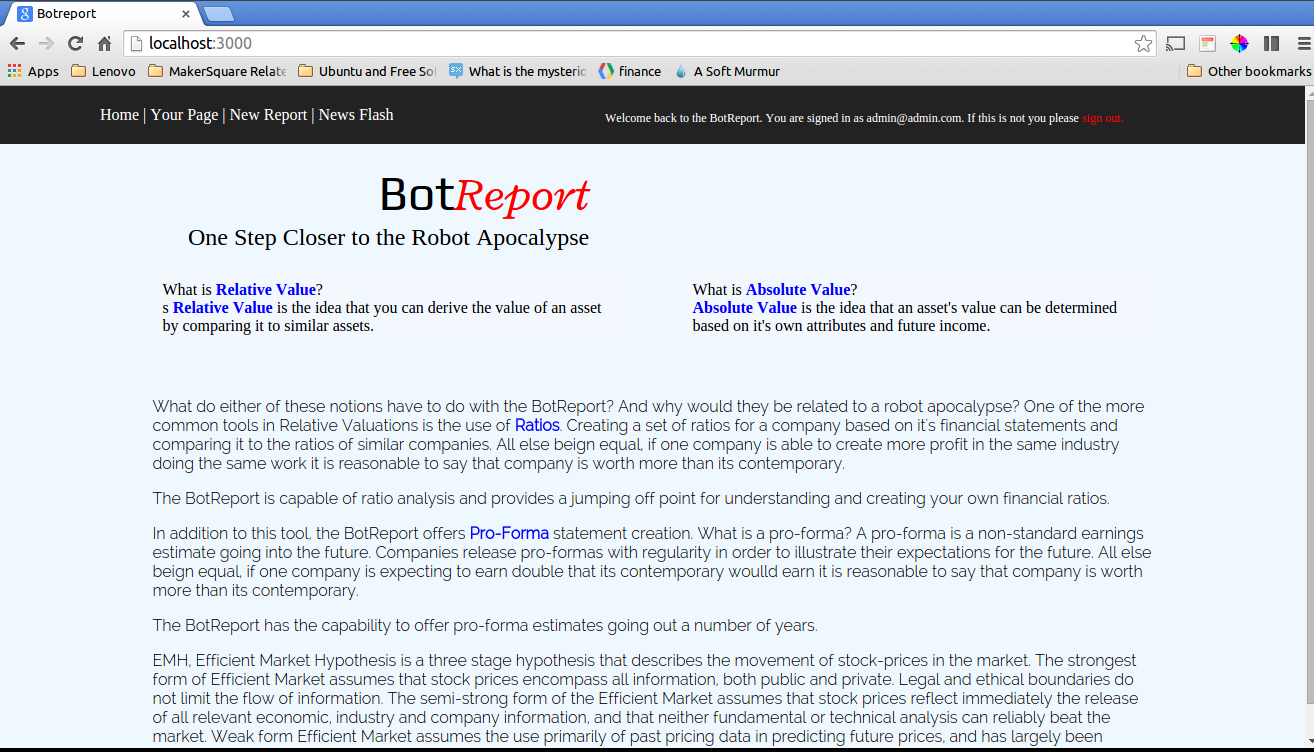 Botreport
localhost:3000
Apps Lenovo MakerSquare Relate Ubuntu and Free So What is the mysteric finance A Soft Murmur Other bookmarks
Home | Your Page | New Report | News Flash
Welcome back to the BotReport. You are signed in as admin@admin.com. If this is not you please sign out.
BotReport
One Step Closer to the Robot Apocalypse
What is Relative Value?
s Relative Value is the idea that you can derive the value of an asset
by comparing it to similar assets.
What is Absolute Value?
Absolute Value is the idea that an asset's value can be determined
based on it's own attributes and future income.
What do either of these notions have to do with the BotReport? And why would they be related to a robot apocalypse? One of the more
common tools in Relative Valuations is the use of Ratios. Creating a set of ratios for a company based on it's financial statements and
comparing it to the ratios of similar companies. All else beign equal, if one company is able to create more profit in the same industry
doing the same work it is reasonable to say that company is worth more than its contemporary.
The BotReport is capable of ratio analysis and provides a jumping off point for understanding and creating your own financial ratios.
In addition to this tool, the BotReport offers Pro-Forma statement creation. What is a pro-forma? A pro-forma is a non-standard earnings
estimate going into the future. Companies release pro-formas with regularity in order to illustrate their expectations for the future. All else
beign equal, if one company is expecting to earn double that its contemporary woulld earn it is reasonable to say that company is worth
more than its contemporary.
The BotReport has the capability to offer pro-forma estimates going out a number of years.
EMH, Efficient Market Hypothesis is a three stage hypothesis that describes the movement of stock-prices in the market. The strongest
form of Efficient Market assumes that stock prices encompass all information, both public and private. Legal and ethical boundaries do
not limit the flow of information. The semi-strong form of the Efficient Market assumes that stock prices reflect immediately the release
of all relevant economic, industry and company information, and that neither fundamental or technical analysis can reliably beat the
market. Weak form Efficient Market assumes the use primarily of past pricing data in predicting future prices, and has largely been